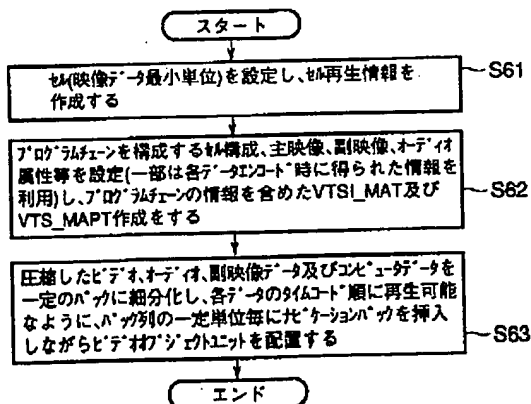 スタート
ｾﾙ(映像ﾃﾞｰﾀ最小単位)を設定し、ｾﾙ再生情報を
作成する
S61
ﾌﾟﾛｸﾞﾗﾑﾁｪｰﾝを構成するｾﾙ構成、主映像、副映像、ｵｰﾃﾞｨｵ
属性等を設定(一部は各ﾃﾞｰﾀｴﾝｺｰﾄﾞ時に得られた情報を
利用)し、ﾌﾟﾛｸﾞﾗﾑﾁｪｰﾝの情報を含めたVTSI_MAT及び
VTS_MAPT作成をする
S62
圧縮したﾋﾞﾃﾞｵ、ｵｰﾃﾞｨｵ、副映像ﾃﾞｰﾀ及びｺﾝﾋﾟｭｰﾀﾃﾞｰﾀを
一定のﾊﾟｯｸに細分化し、各ﾃﾞｰﾀのﾀｲﾑｺｰﾄﾞ順に再生可能
なように、ﾊﾟｯｸ列の一定単位毎にﾅﾋﾞｹﾞｰｼｮﾝﾊﾟｯｸを挿入
しながらﾋﾞﾃﾞｵｵﾌﾞｼﾞｪｸﾄﾕﾆｯﾄを配置する
S63
エンド